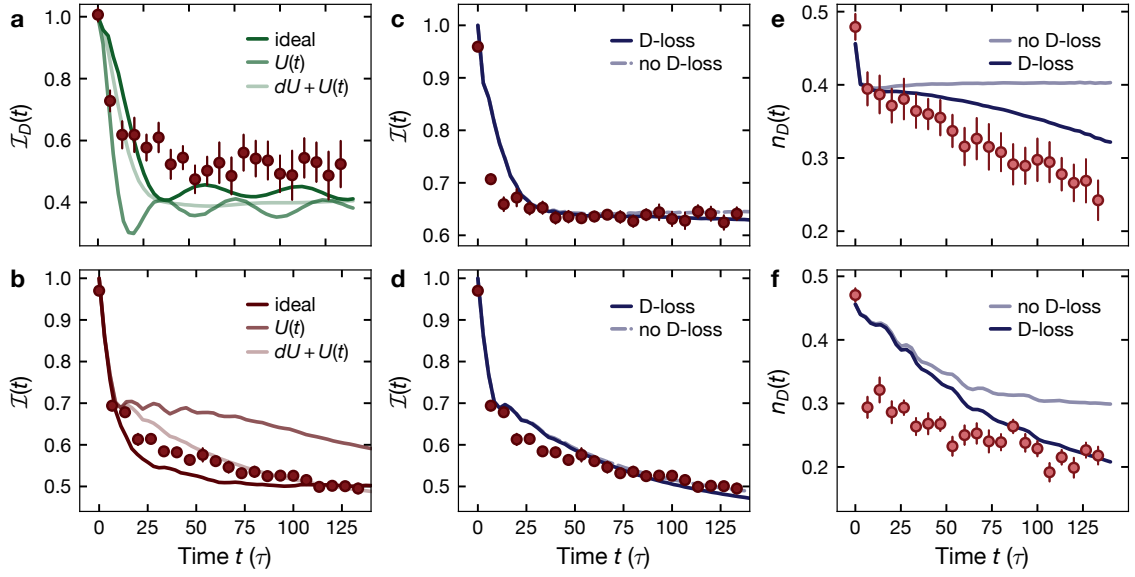 a
1.0
0.8
0.6
0.4
ℐ_D(t)
ideal
U(t)
dU + U(t)
c
1.0
0.9
0.8
0.7
0.6
ℐ(t)
D-loss
no D-loss
e
0.5
0.4
0.3
0.2
n_D(t)
no D-loss
D-loss
b
1.0
0.9
0.8
0.7
0.6
0.5
ℐ(t)
ideal
U(t)
dU + U(t)
0 25 50 75 100 125
Time t (τ)
d
1.0
0.9
0.8
0.7
0.6
0.5
ℐ(t)
D-loss
no D-loss
0 25 50 75 100 125
Time t (τ)
f
0.5
0.4
0.3
0.2
n_D(t)
no D-loss
D-loss
0 25 50 75 100 125
Time t (τ)